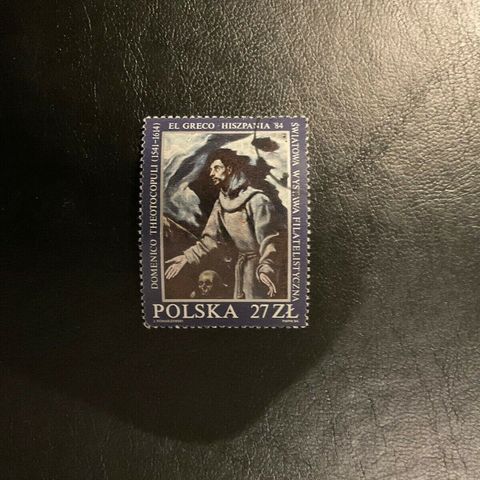 EL GRECO · HISZPANIA '84
DOMENICO THEOTOCOPULI (1541-1614)
ŚWIATOWA WYSTAWA FILATELISTYCZNA
POLSKA 27 ZŁ